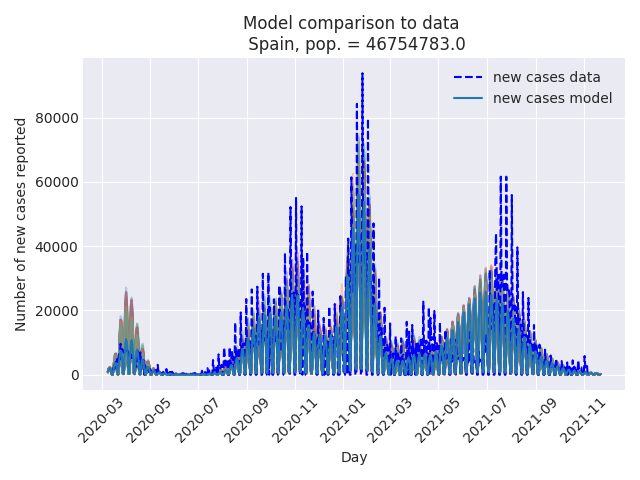 Model comparison to data
Spain, pop. = 46754783.0
new cases data
new cases model
Number of new cases reported
80000
60000
40000
20000
0
2020-03
2020-05
2020-07
2020-09
2020-11
2021-01
2021-03
2021-05
2021-07
2021-09
2021-11
Day